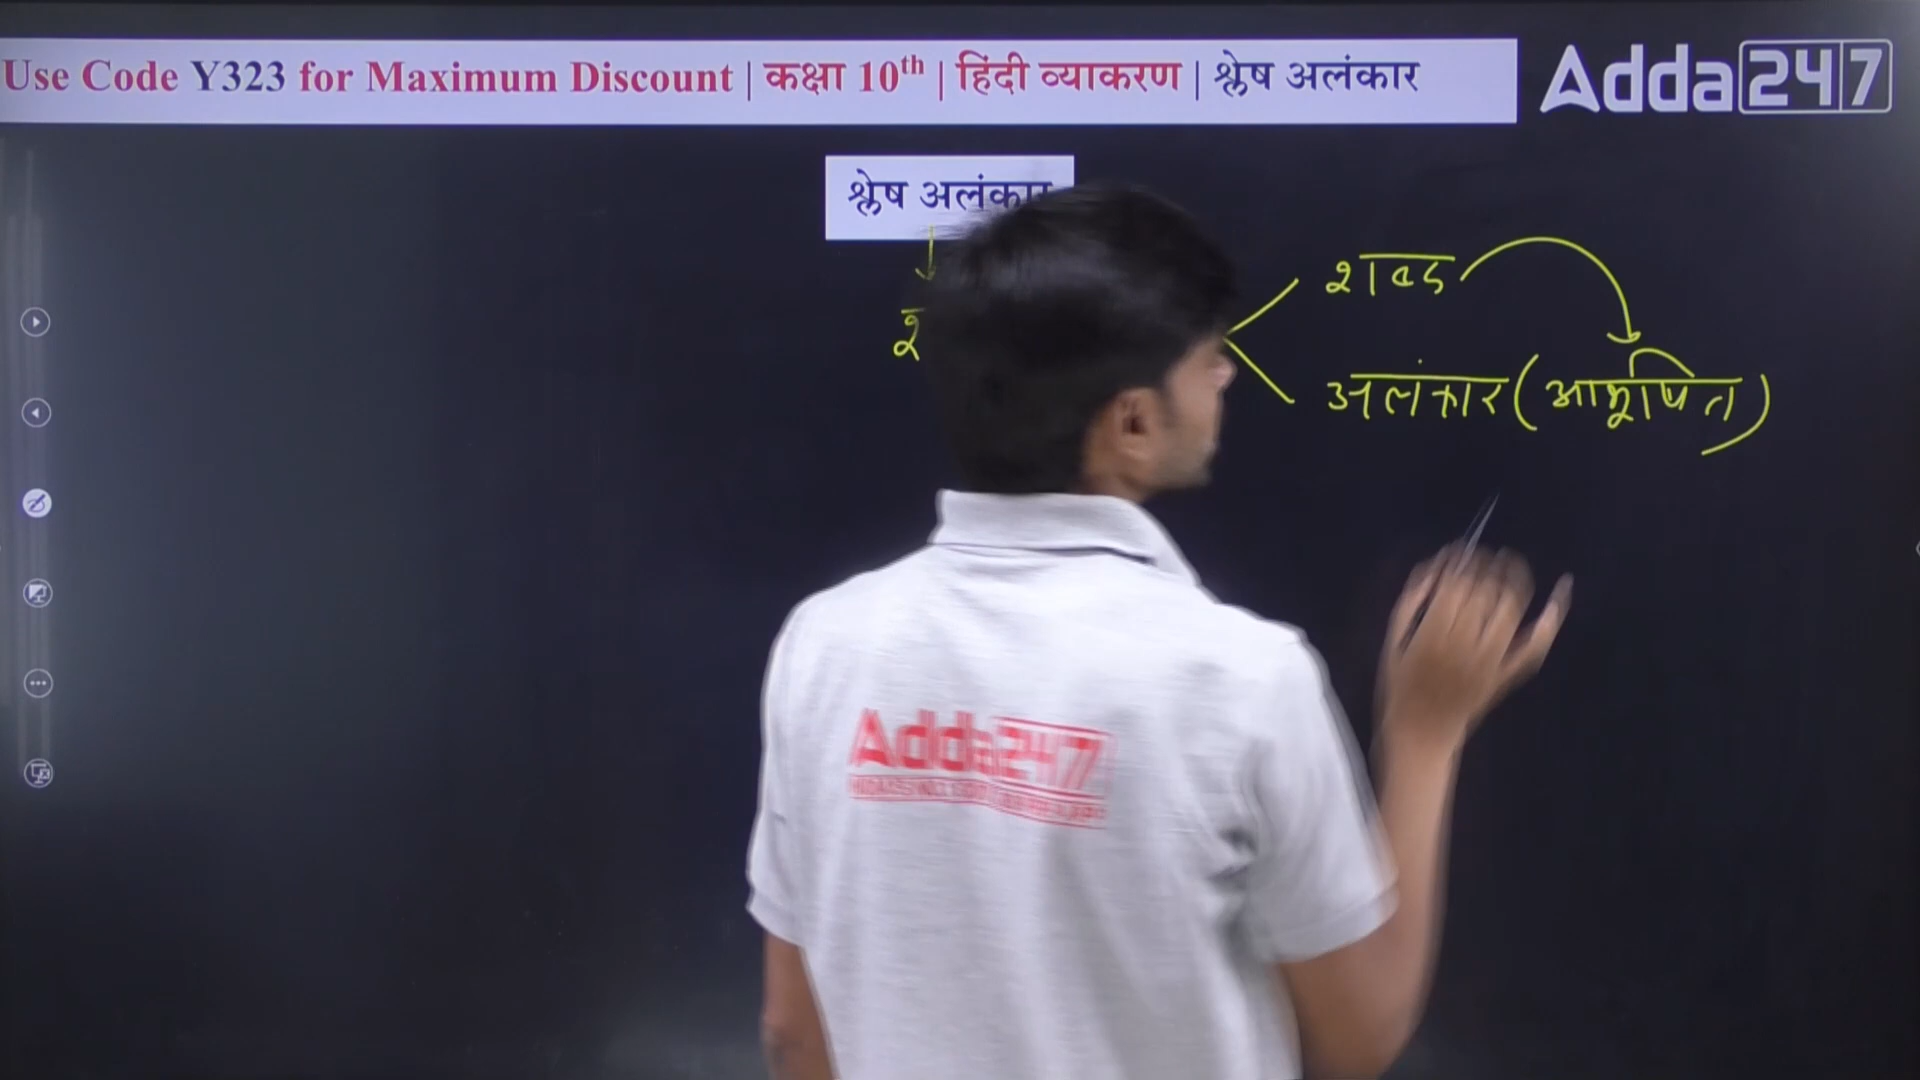 Use Code Y323 for Maximum Discount | कक्षा 10th | हिंदी व्याकरण | श्लेष अलंकार
Adda247
श्लेष अलंकार
शब्द
अलंकार (आभूषित)
Adda247